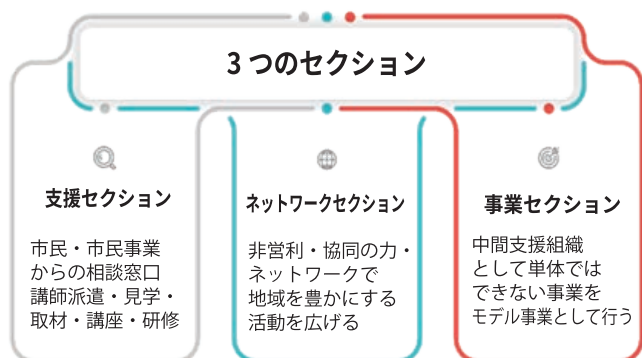 3つのセクション
支援セクション
市民・市民事業
からの相談窓口
講師派遣・見学・
取材・講座・研修
ネットワークセクション
非営利・協同の力・
ネットワークで
地域を豊かにする
活動を広げる
事業セクション
中間支援組織
として単体では
できない事業を
モデル事業として行う